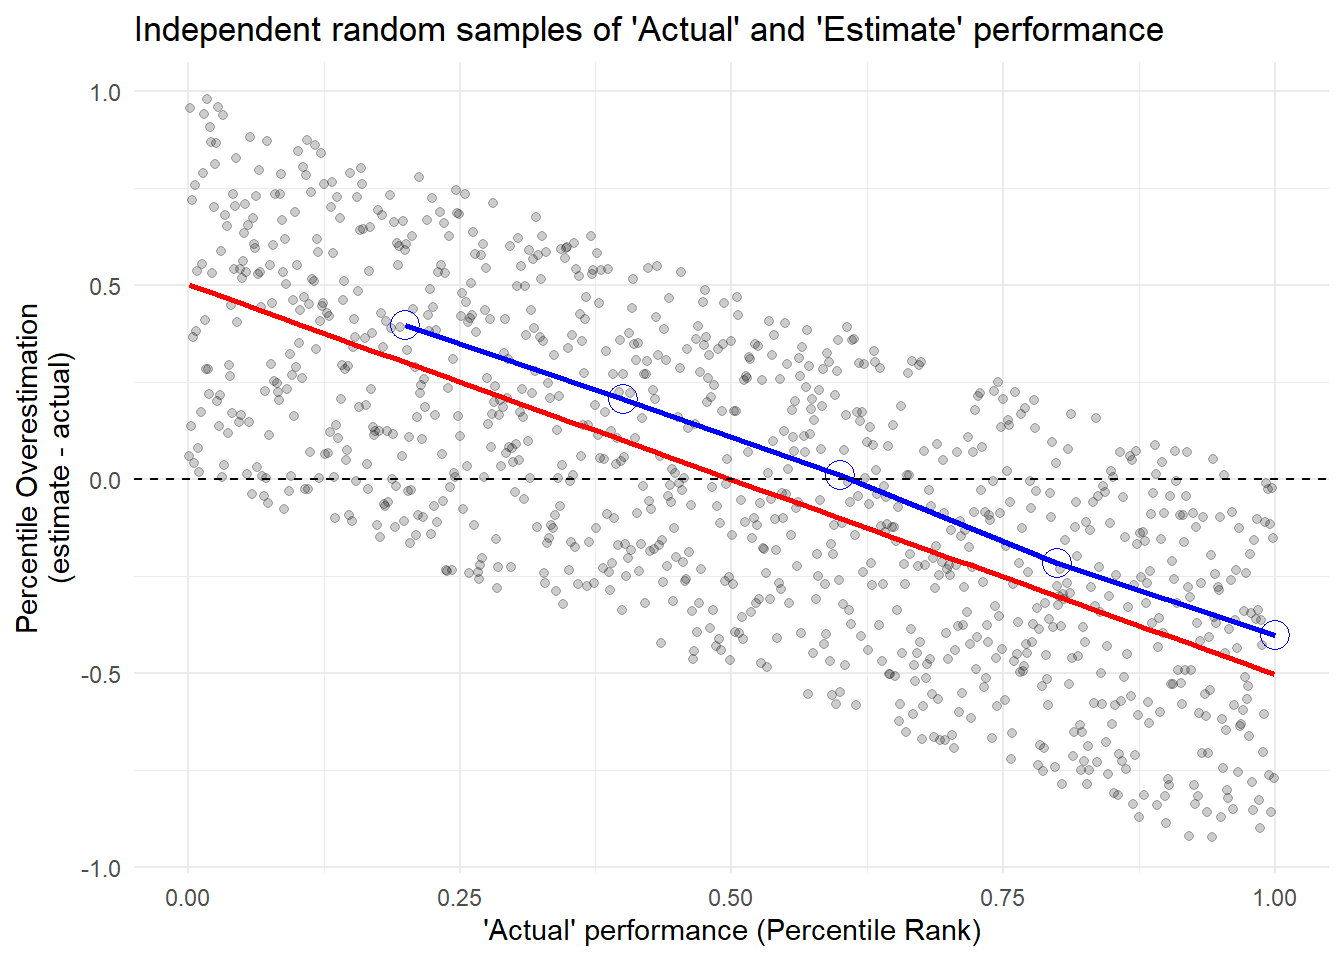 Independent random samples of 'Actual' and 'Estimate' performance
Percentile Overestimation
(estimate - actual)
1.0
0.5
0.0
-0.5
-1.0
0.00 0.25 0.50 0.75 1.00
'Actual' performance (Percentile Rank)